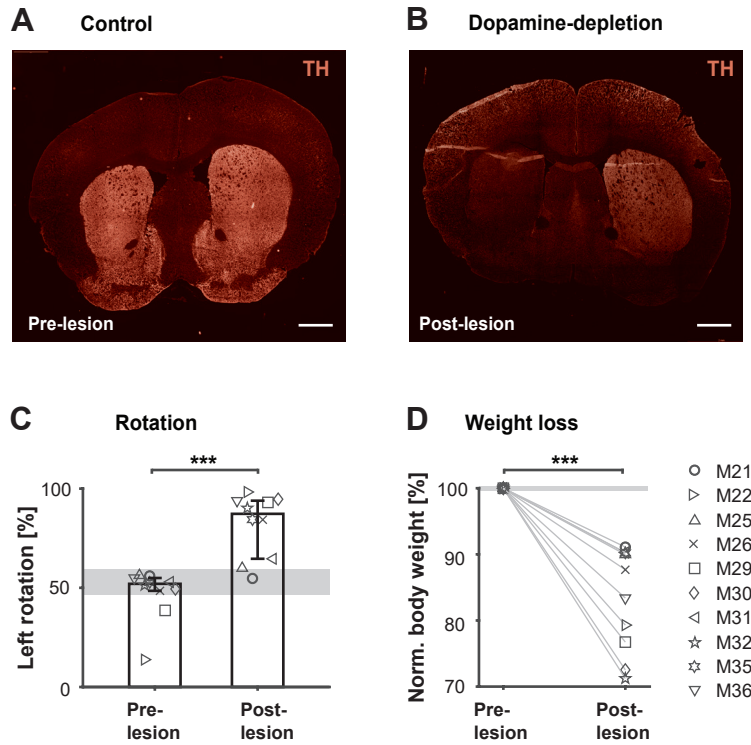 A Control
B Dopamine-depletion
TH
Pre-lesion
TH
Post-lesion
C Rotation
***
Left rotation [%]
100
50
0
Pre-
lesion
Post-
lesion
D Weight loss
***
Norm. body weight [%]
100
90
80
70
Pre-
lesion
Post-
lesion
M21
M22
M25
M26
M29
M30
M31
M32
M35
M36